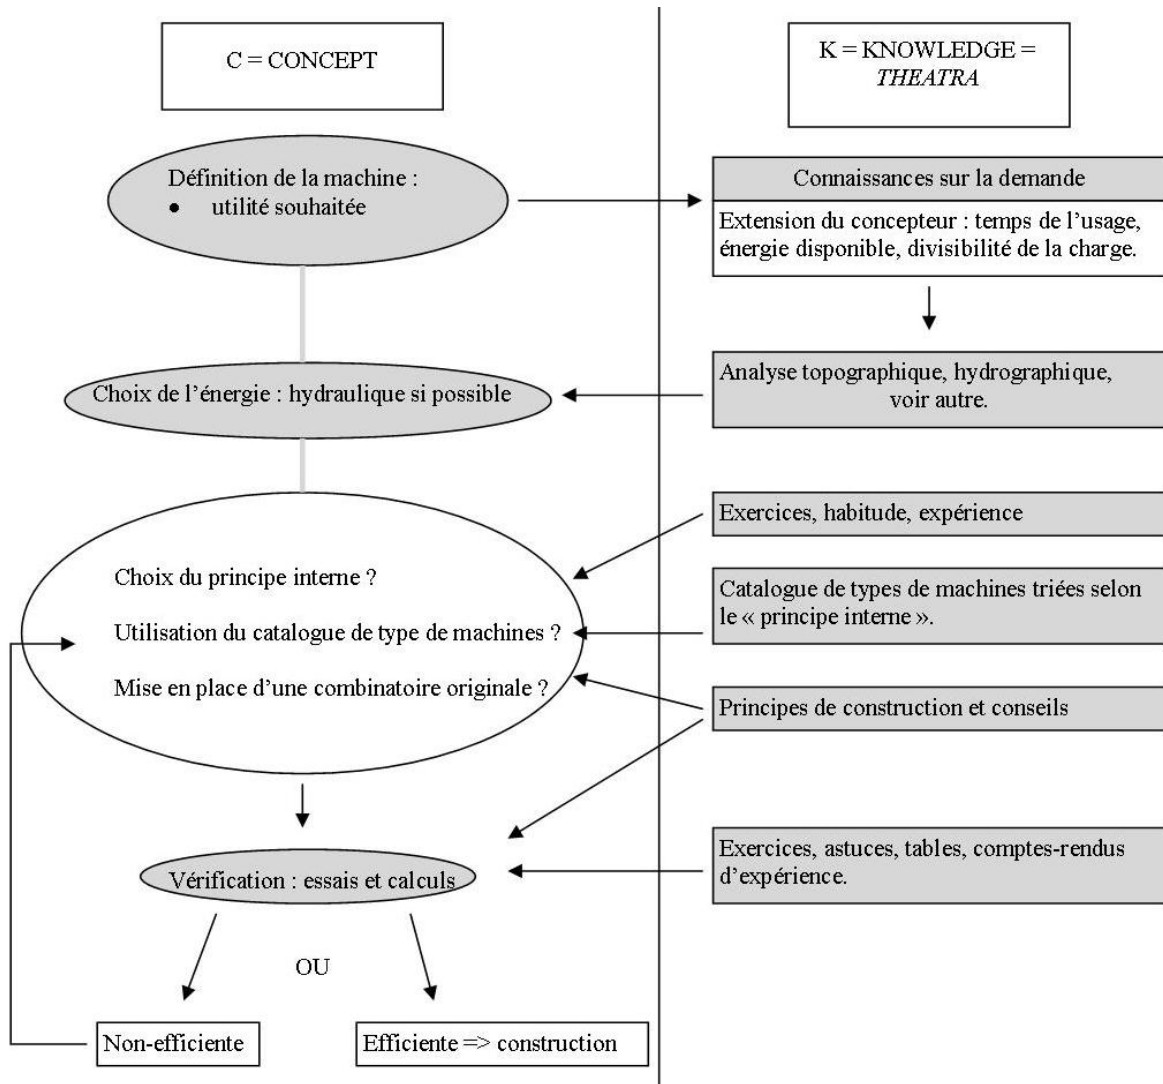 C = CONCEPT
K = KNOWLEDGE =
THEATRA
Définition de la machine :
• utilité souhaitée
Connaissances sur la demande
Extension du concepteur : temps de l’usage,
énergie disponible, divisibilité de la charge.
Choix de l’énergie : hydraulique si possible
Analyse topographique, hydrographique,
voir autre.
Exercices, habitude, expérience
Choix du principe interne ?
Utilisation du catalogue de type de machines ?
Mise en place d’une combinatoire originale ?
Catalogue de types de machines triées selon
le « principe interne ».
Principes de construction et conseils
Vérification : essais et calculs
Exercices, astuces, tables, comptes-rendus
d’expérience.
OU
Non-efficiente
Efficiente => construction